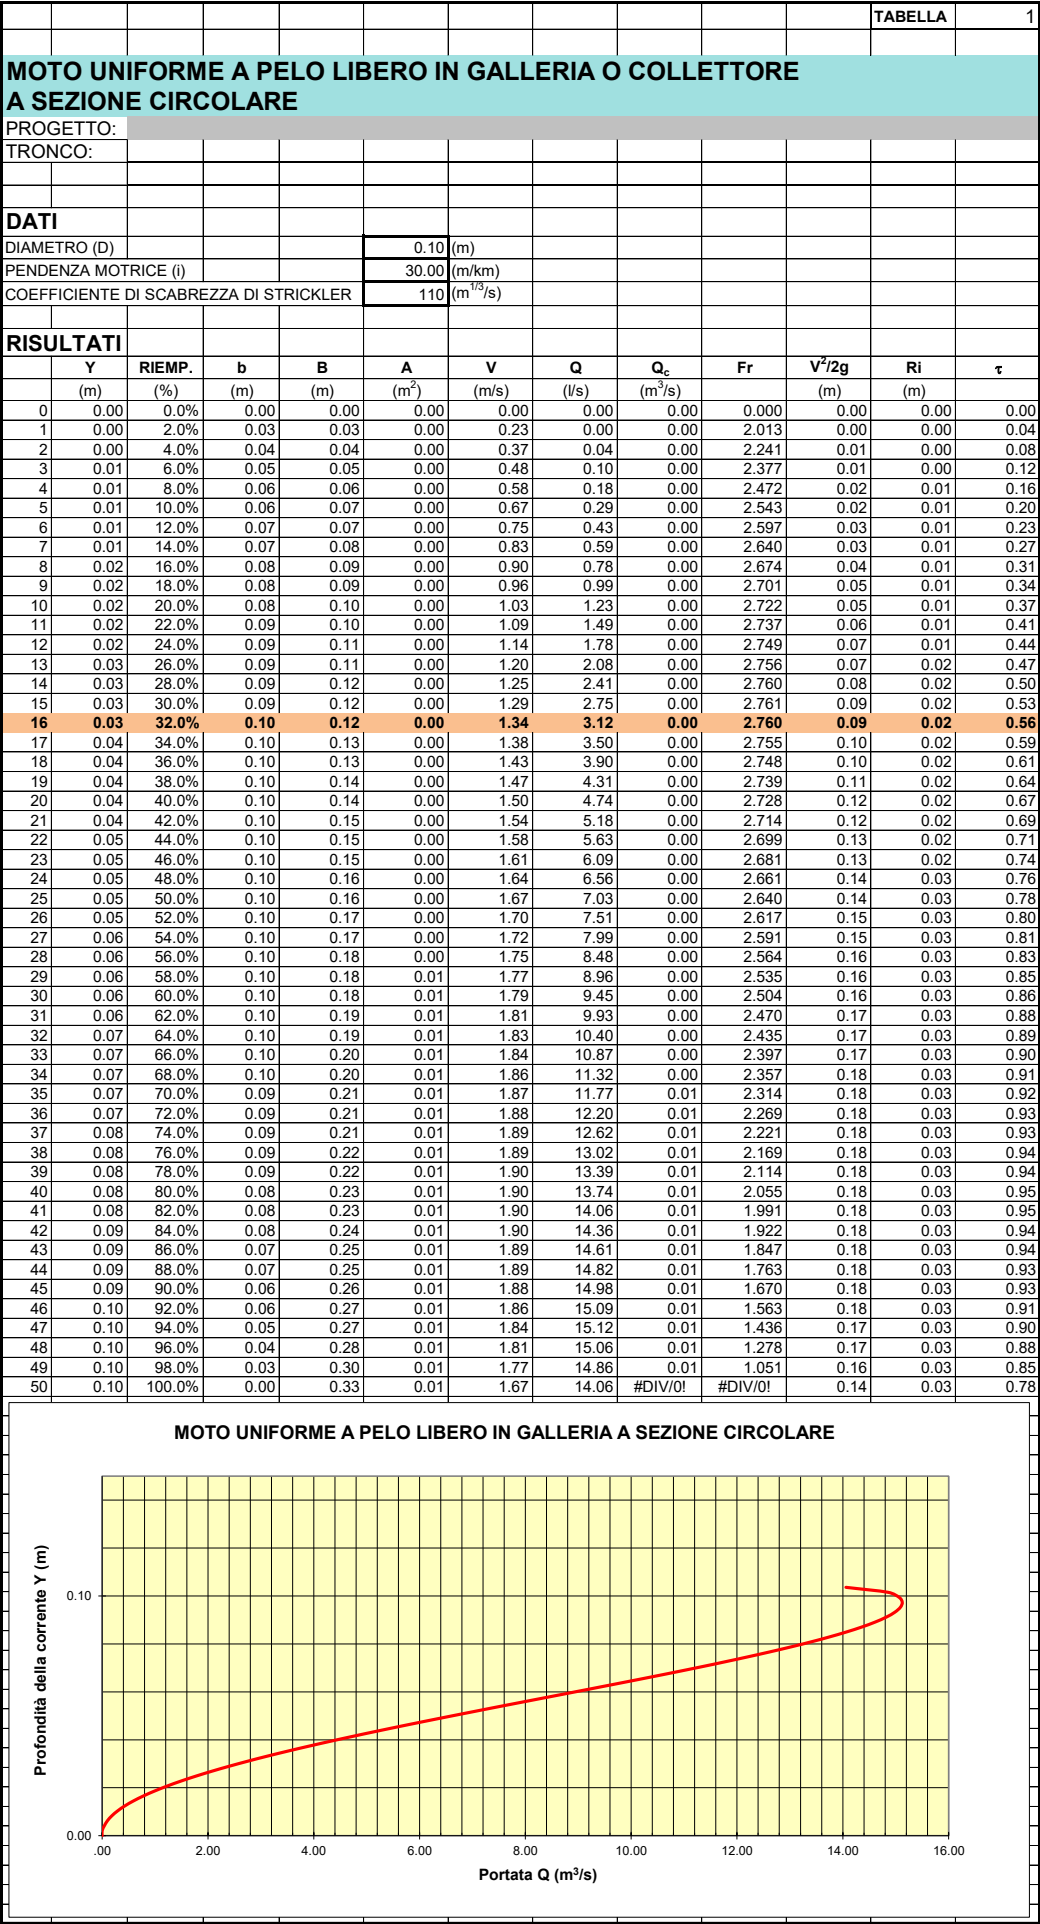 TABELLA 1
MOTO UNIFORME A PELO LIBERO IN GALLERIA O COLLETTORE
A SEZIONE CIRCOLARE
PROGETTO:
TRONCO:
DATI
DIAMETRO (D) 0.10 (m)
PENDENZA MOTRICE (i) 30.00 (m/km)
COEFFICIENTE DI SCABREZZA DI STRICKLER 110 (m^1/3/s)
RISULTATI
Y RIEMP. b B A V Q Qc Fr V²/2g Ri τ
(m) (%) (m) (m) (m²) (m/s) (l/s) (m³/s) (m) (m)
0 0.00 0.0% 0.00 0.00 0.00 0.00 0.00 0.00 0.000 0.00 0.00 0.00
1 0.00 2.0% 0.03 0.03 0.00 0.23 0.00 0.00 2.013 0.00 0.00 0.04
2 0.00 4.0% 0.04 0.04 0.00 0.37 0.04 0.00 2.241 0.01 0.00 0.08
3 0.01 6.0% 0.05 0.05 0.00 0.48 0.10 0.00 2.377 0.01 0.00 0.12
4 0.01 8.0% 0.06 0.06 0.00 0.58 0.18 0.00 2.472 0.02 0.01 0.16
5 0.01 10.0% 0.06 0.07 0.00 0.67 0.29 0.00 2.543 0.02 0.01 0.20
6 0.01 12.0% 0.07 0.07 0.00 0.75 0.43 0.00 2.597 0.03 0.01 0.23
7 0.01 14.0% 0.07 0.08 0.00 0.83 0.59 0.00 2.640 0.03 0.01 0.27
8 0.02 16.0% 0.08 0.09 0.00 0.90 0.78 0.00 2.674 0.04 0.01 0.31
9 0.02 18.0% 0.08 0.09 0.00 0.96 0.99 0.00 2.701 0.05 0.01 0.34
10 0.02 20.0% 0.08 0.10 0.00 1.03 1.23 0.00 2.722 0.05 0.01 0.37
11 0.02 22.0% 0.09 0.10 0.00 1.09 1.49 0.00 2.737 0.06 0.01 0.41
12 0.02 24.0% 0.09 0.11 0.00 1.14 1.78 0.00 2.749 0.07 0.01 0.44
13 0.03 26.0% 0.09 0.11 0.00 1.20 2.08 0.00 2.756 0.07 0.02 0.47
14 0.03 28.0% 0.09 0.12 0.00 1.25 2.41 0.00 2.760 0.08 0.02 0.50
15 0.03 30.0% 0.09 0.12 0.00 1.29 2.75 0.00 2.761 0.09 0.02 0.53
16 0.03 32.0% 0.10 0.12 0.00 1.34 3.12 0.00 2.760 0.09 0.02 0.56
17 0.04 34.0% 0.10 0.13 0.00 1.38 3.50 0.00 2.755 0.10 0.02 0.59
18 0.04 36.0% 0.10 0.13 0.00 1.43 3.90 0.00 2.748 0.10 0.02 0.61
19 0.04 38.0% 0.10 0.14 0.00 1.47 4.31 0.00 2.739 0.11 0.02 0.64
20 0.04 40.0% 0.10 0.14 0.00 1.50 4.74 0.00 2.728 0.12 0.02 0.67
21 0.04 42.0% 0.10 0.15 0.00 1.54 5.18 0.00 2.714 0.12 0.02 0.69
22 0.05 44.0% 0.10 0.15 0.00 1.58 5.63 0.00 2.699 0.13 0.02 0.71
23 0.05 46.0% 0.10 0.15 0.00 1.61 6.09 0.00 2.681 0.13 0.02 0.74
24 0.05 48.0% 0.10 0.16 0.00 1.64 6.56 0.00 2.661 0.14 0.03 0.76
25 0.05 50.0% 0.10 0.16 0.00 1.67 7.03 0.00 2.640 0.14 0.03 0.78
26 0.05 52.0% 0.10 0.17 0.00 1.70 7.51 0.00 2.617 0.15 0.03 0.80
27 0.06 54.0% 0.10 0.17 0.00 1.72 7.99 0.00 2.591 0.15 0.03 0.81
28 0.06 56.0% 0.10 0.18 0.00 1.75 8.48 0.00 2.564 0.16 0.03 0.83
29 0.06 58.0% 0.10 0.18 0.01 1.77 8.96 0.00 2.535 0.16 0.03 0.85
30 0.06 60.0% 0.10 0.18 0.01 1.79 9.45 0.00 2.504 0.16 0.03 0.86
31 0.06 62.0% 0.10 0.19 0.01 1.81 9.93 0.00 2.470 0.17 0.03 0.88
32 0.07 64.0% 0.10 0.19 0.01 1.83 10.40 0.00 2.435 0.17 0.03 0.89
33 0.07 66.0% 0.10 0.20 0.01 1.84 10.87 0.00 2.397 0.17 0.03 0.90
34 0.07 68.0% 0.10 0.20 0.01 1.86 11.32 0.00 2.357 0.18 0.03 0.91
35 0.07 70.0% 0.09 0.21 0.01 1.87 11.77 0.01 2.314 0.18 0.03 0.92
36 0.07 72.0% 0.09 0.21 0.01 1.88 12.20 0.01 2.269 0.18 0.03 0.93
37 0.08 74.0% 0.09 0.21 0.01 1.89 12.62 0.01 2.221 0.18 0.03 0.93
38 0.08 76.0% 0.09 0.22 0.01 1.89 13.02 0.01 2.169 0.18 0.03 0.94
39 0.08 78.0% 0.09 0.22 0.01 1.90 13.39 0.01 2.114 0.18 0.03 0.94
40 0.08 80.0% 0.08 0.23 0.01 1.90 13.74 0.01 2.055 0.18 0.03 0.95
41 0.08 82.0% 0.08 0.23 0.01 1.90 14.06 0.01 1.991 0.18 0.03 0.95
42 0.09 84.0% 0.08 0.24 0.01 1.90 14.36 0.01 1.922 0.18 0.03 0.94
43 0.09 86.0% 0.07 0.25 0.01 1.89 14.61 0.01 1.847 0.18 0.03 0.94
44 0.09 88.0% 0.07 0.25 0.01 1.89 14.82 0.01 1.763 0.18 0.03 0.93
45 0.09 90.0% 0.06 0.26 0.01 1.88 14.98 0.01 1.670 0.18 0.03 0.93
46 0.10 92.0% 0.06 0.27 0.01 1.86 15.09 0.01 1.563 0.18 0.03 0.91
47 0.10 94.0% 0.05 0.27 0.01 1.84 15.12 0.01 1.436 0.17 0.03 0.90
48 0.10 96.0% 0.04 0.28 0.01 1.81 15.06 0.01 1.278 0.17 0.03 0.88
49 0.10 98.0% 0.03 0.30 0.01 1.77 14.86 0.01 1.051 0.16 0.03 0.85
50 0.10 100.0% 0.00 0.33 0.01 1.67 14.06 #DIV/0! #DIV/0! 0.14 0.03 0.78
MOTO UNIFORME A PELO LIBERO IN GALLERIA A SEZIONE CIRCOLARE
Profondità della corrente Y (m)
0.10
0.00
.00 2.00 4.00 6.00 8.00 10.00 12.00 14.00 16.00
Portata Q (m³/s)